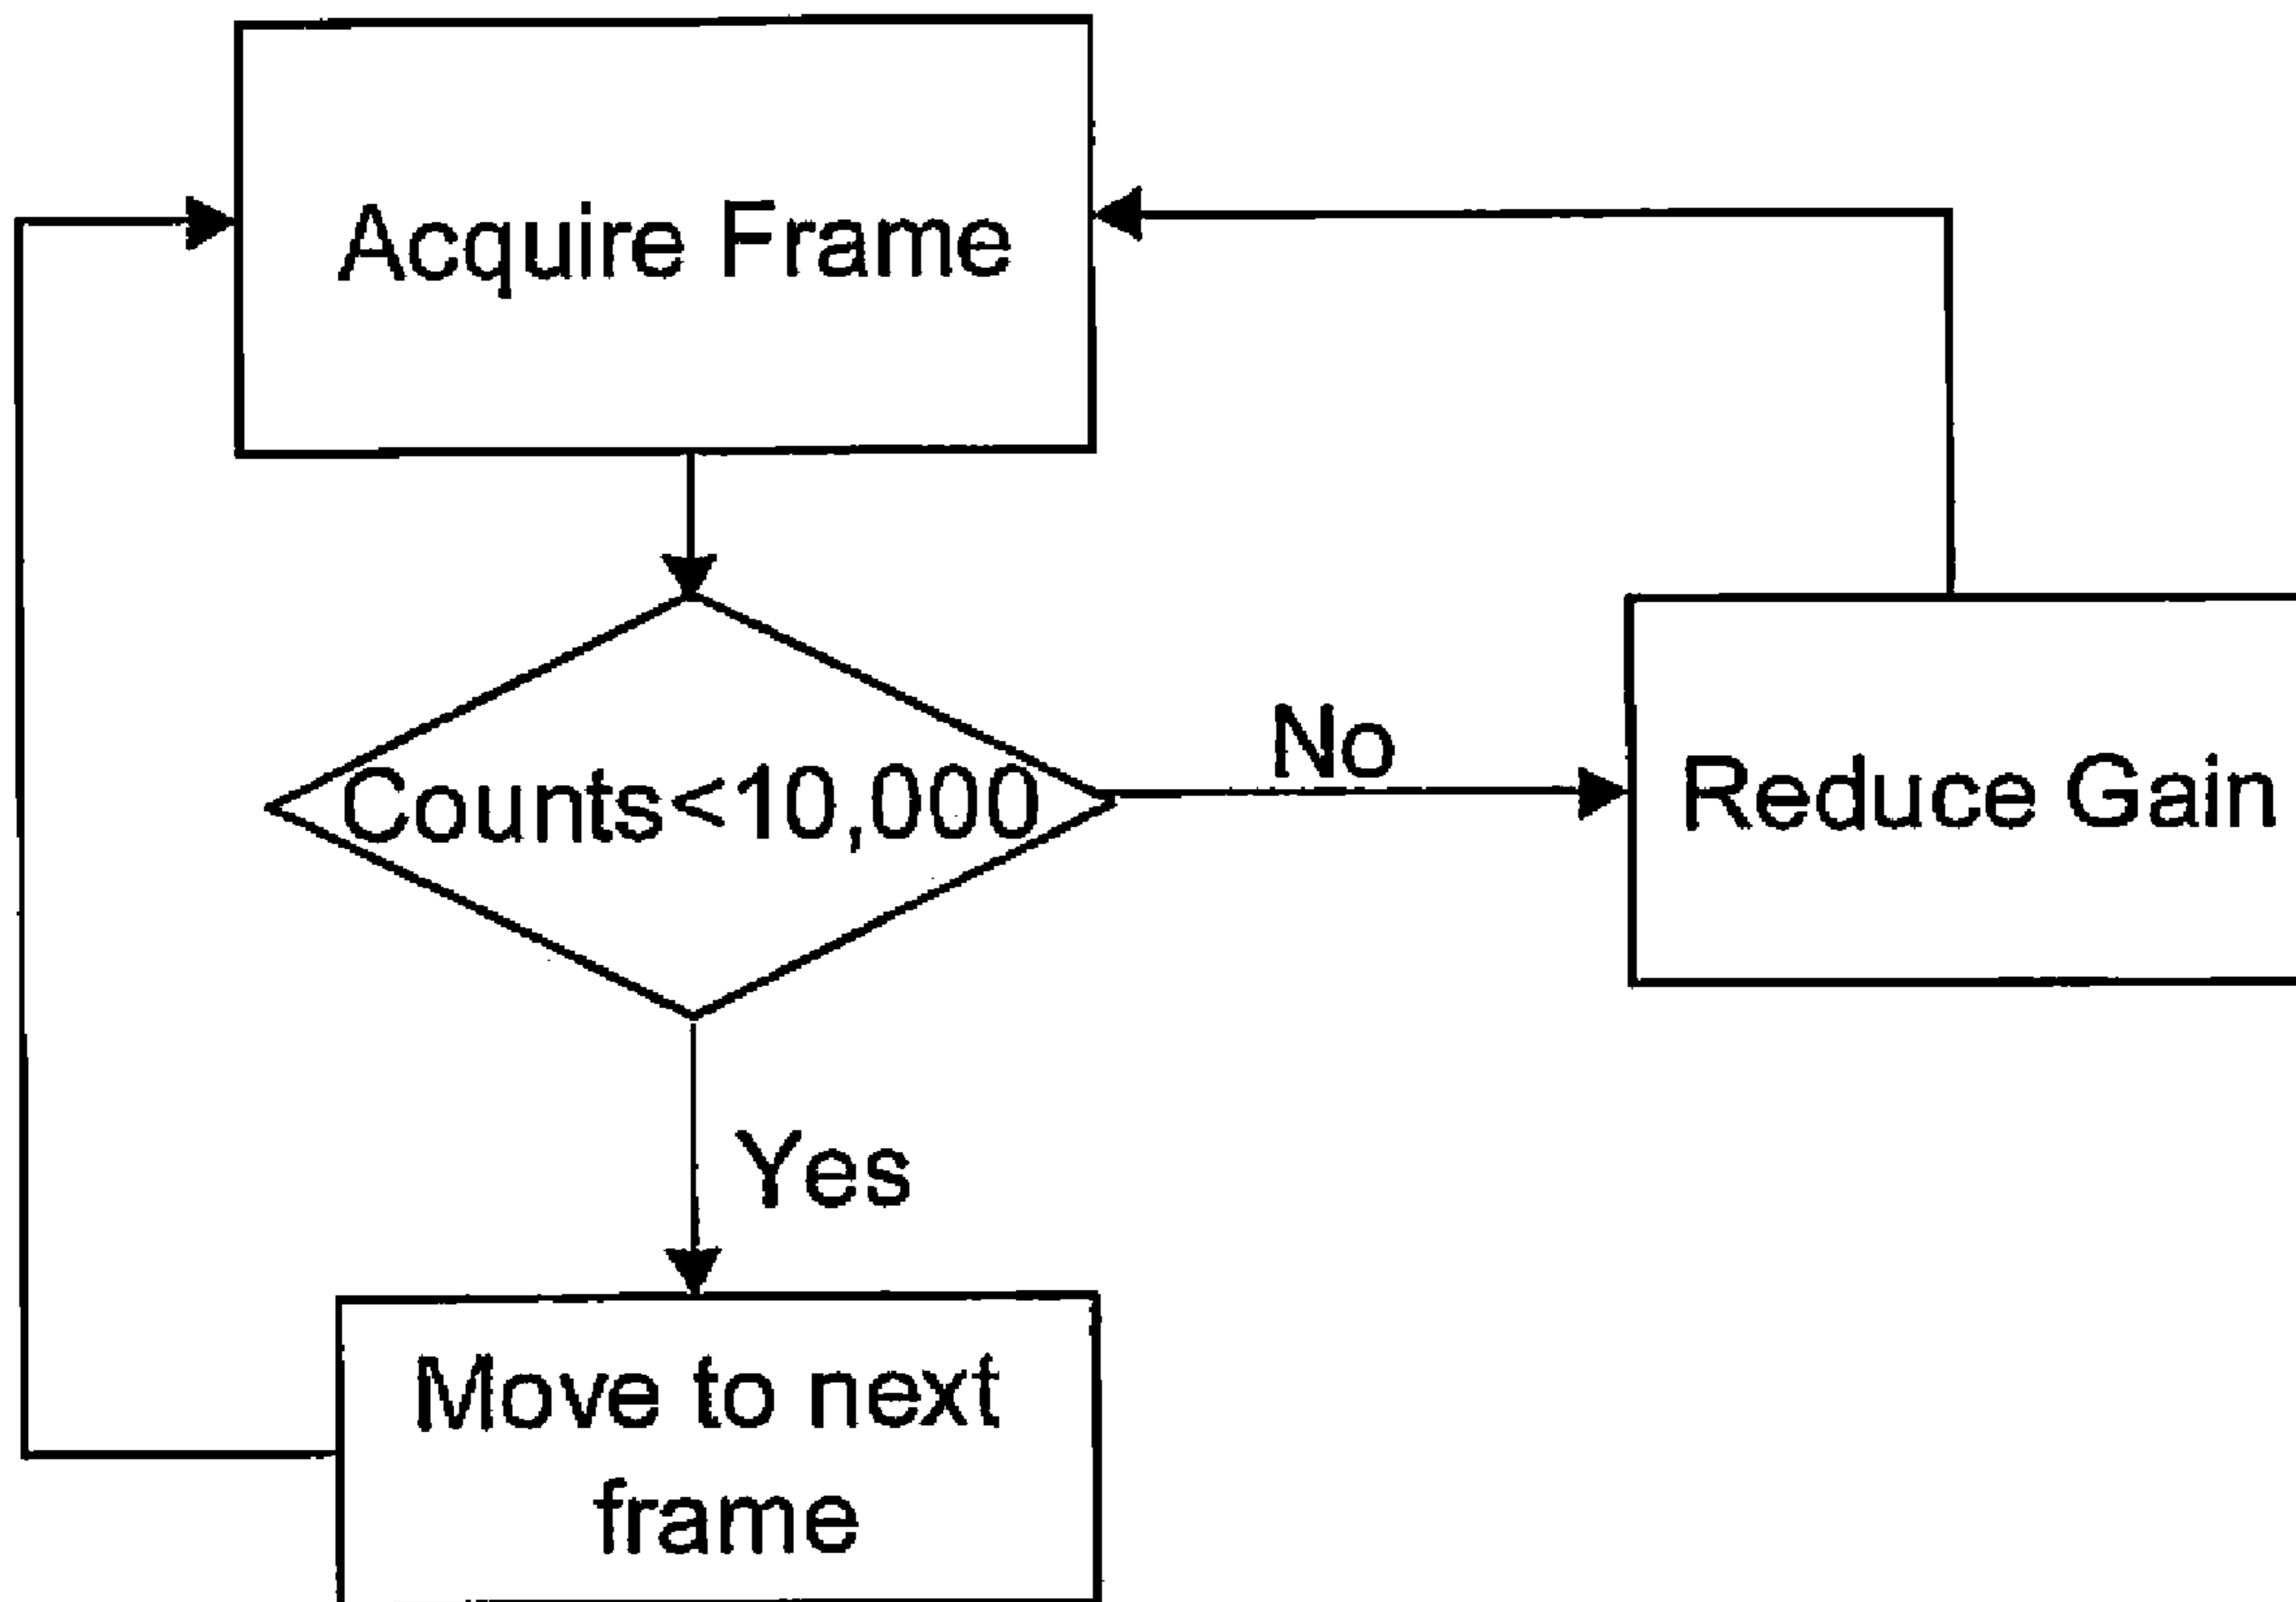 Acquire Frame
Counts<10,000
No
Reduce Gain
Yes
Move to next
frame